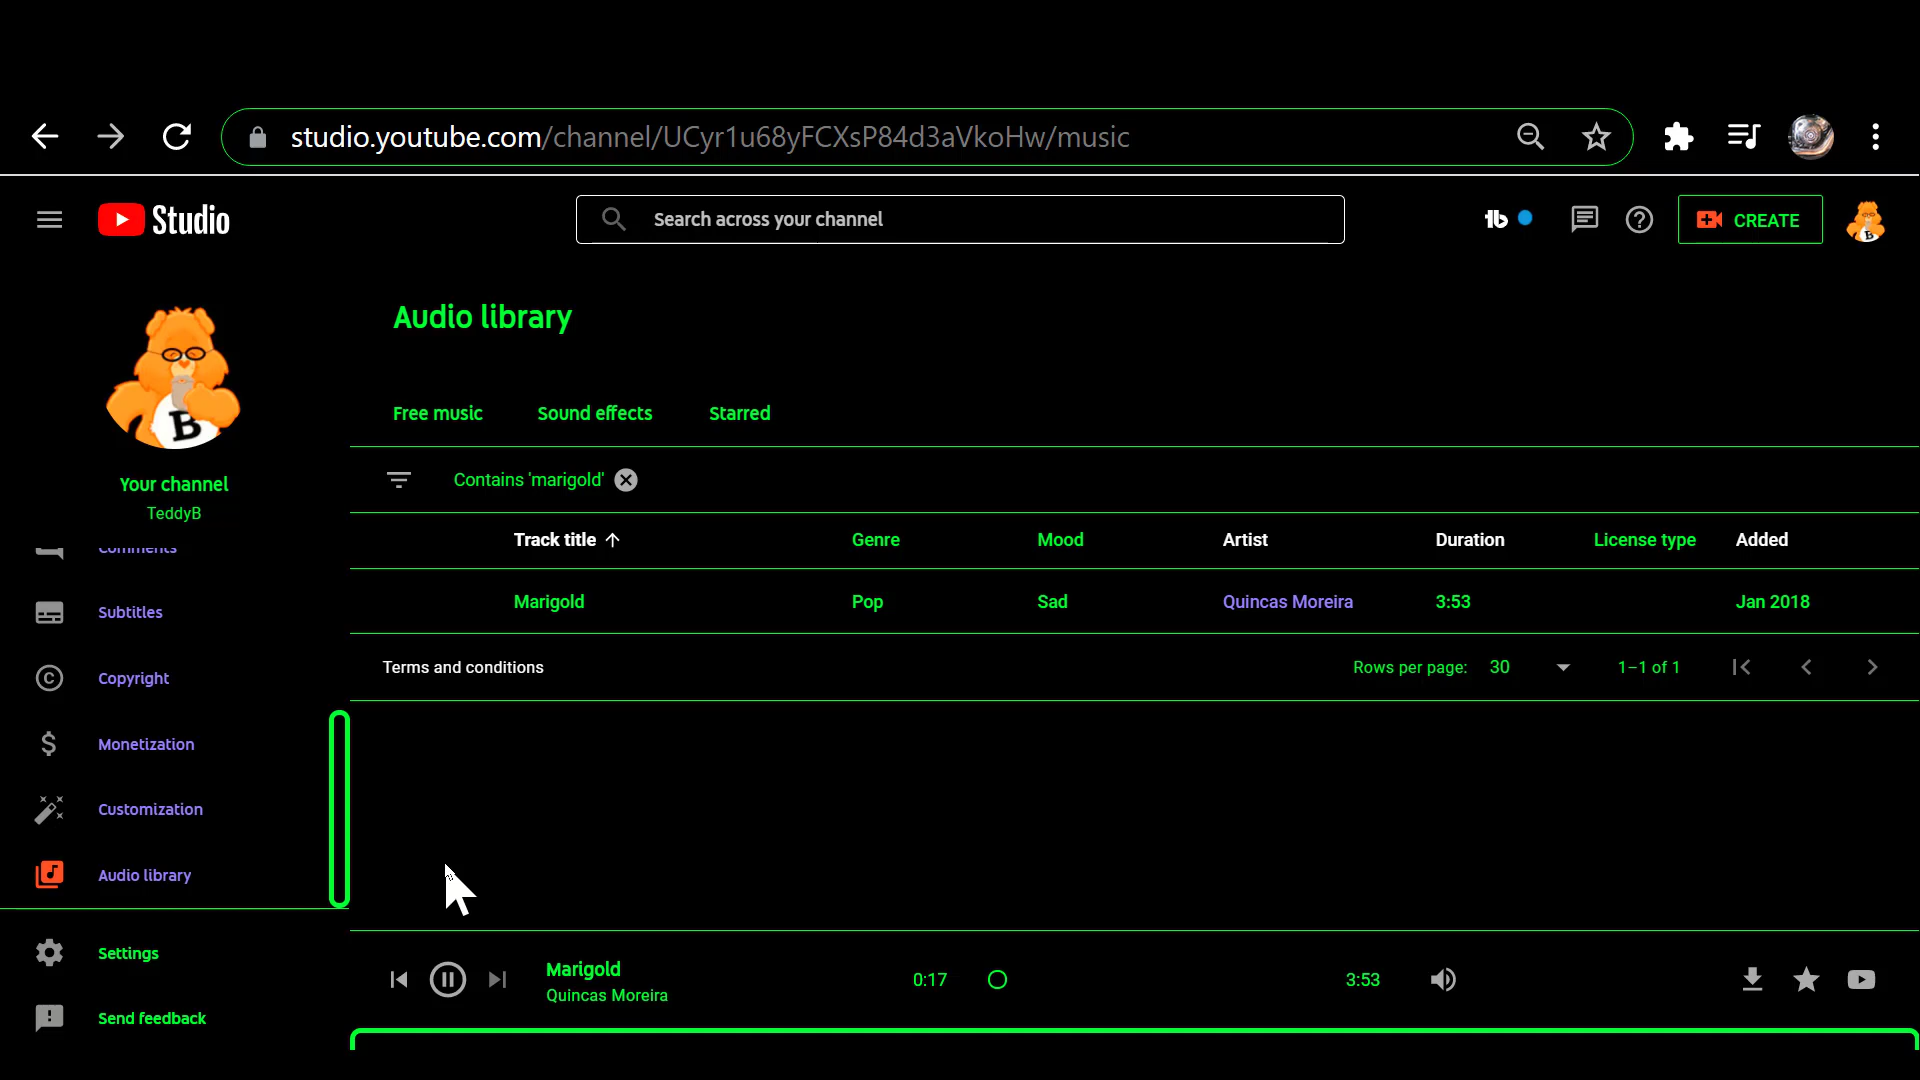 studio.youtube.com/channel/UCyr1u68yFCXsP84d3aVkoHw/music
Studio
Search across your channel
CREATE
Audio library
Free music Sound effects Starred
Contains 'marigold'
Track title Genre Mood Artist Duration License type Added
Marigold Pop Sad Quincas Moreira 3:53 Jan 2018
Terms and conditions Rows per page: 30 1–1 of 1
B
Your channel
TeddyB
Comments
Subtitles
Copyright
Monetization
Customization
Audio library
Settings
Send feedback
Marigold
Quincas Moreira
0:17 3:53